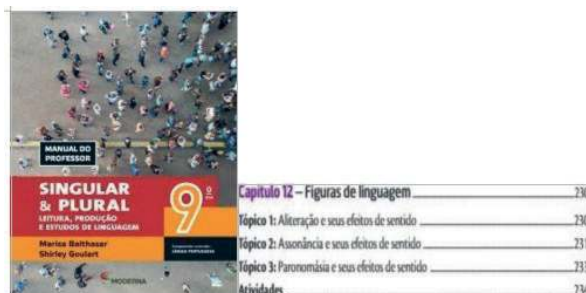 MANUAL DO
PROFESSOR
SINGULAR
& PLURAL
LEITURA, PRODUÇÃO
E ESTUDOS DE LINGUAGEM
9º
Marisa Balthasar
Shirley Goulart
LÍNGUA PORTUGUESA
MODERNA
Capítulo 12 – Figuras de linguagem
Tópico 1: Aliteração e seus efeitos de sentido
Tópico 2: Assonância e seus efeitos de sentido
Tópico 3: Paronomásia e seus efeitos de sentido
Atividades